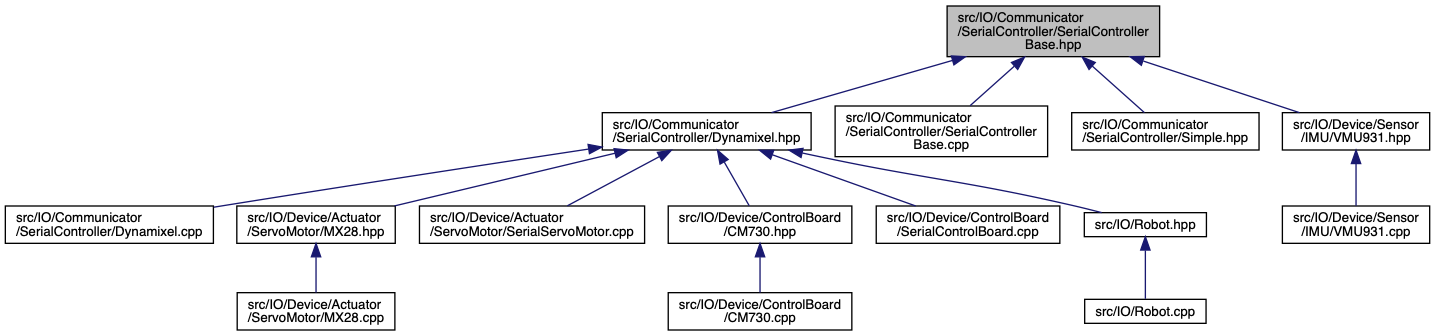 src/IO/Communicator
/SerialController/SerialController
Base.hpp
src/IO/Communicator
/SerialController/Dynamixel.hpp
src/IO/Communicator
/SerialController/SerialController
Base.cpp
src/IO/Communicator
/SerialController/Simple.hpp
src/IO/Device/Sensor
/IMU/VMU931.hpp
src/IO/Communicator
/SerialController/Dynamixel.cpp
src/IO/Device/Actuator
/ServoMotor/MX28.hpp
src/IO/Device/Actuator
/ServoMotor/SerialServoMotor.cpp
src/IO/Device/ControlBoard
/CM730.hpp
src/IO/Device/ControlBoard
/SerialControlBoard.cpp
src/IO/Robot.hpp
src/IO/Device/Sensor
/IMU/VMU931.cpp
src/IO/Device/Actuator
/ServoMotor/MX28.cpp
src/IO/Device/ControlBoard
/CM730.cpp
src/IO/Robot.cpp